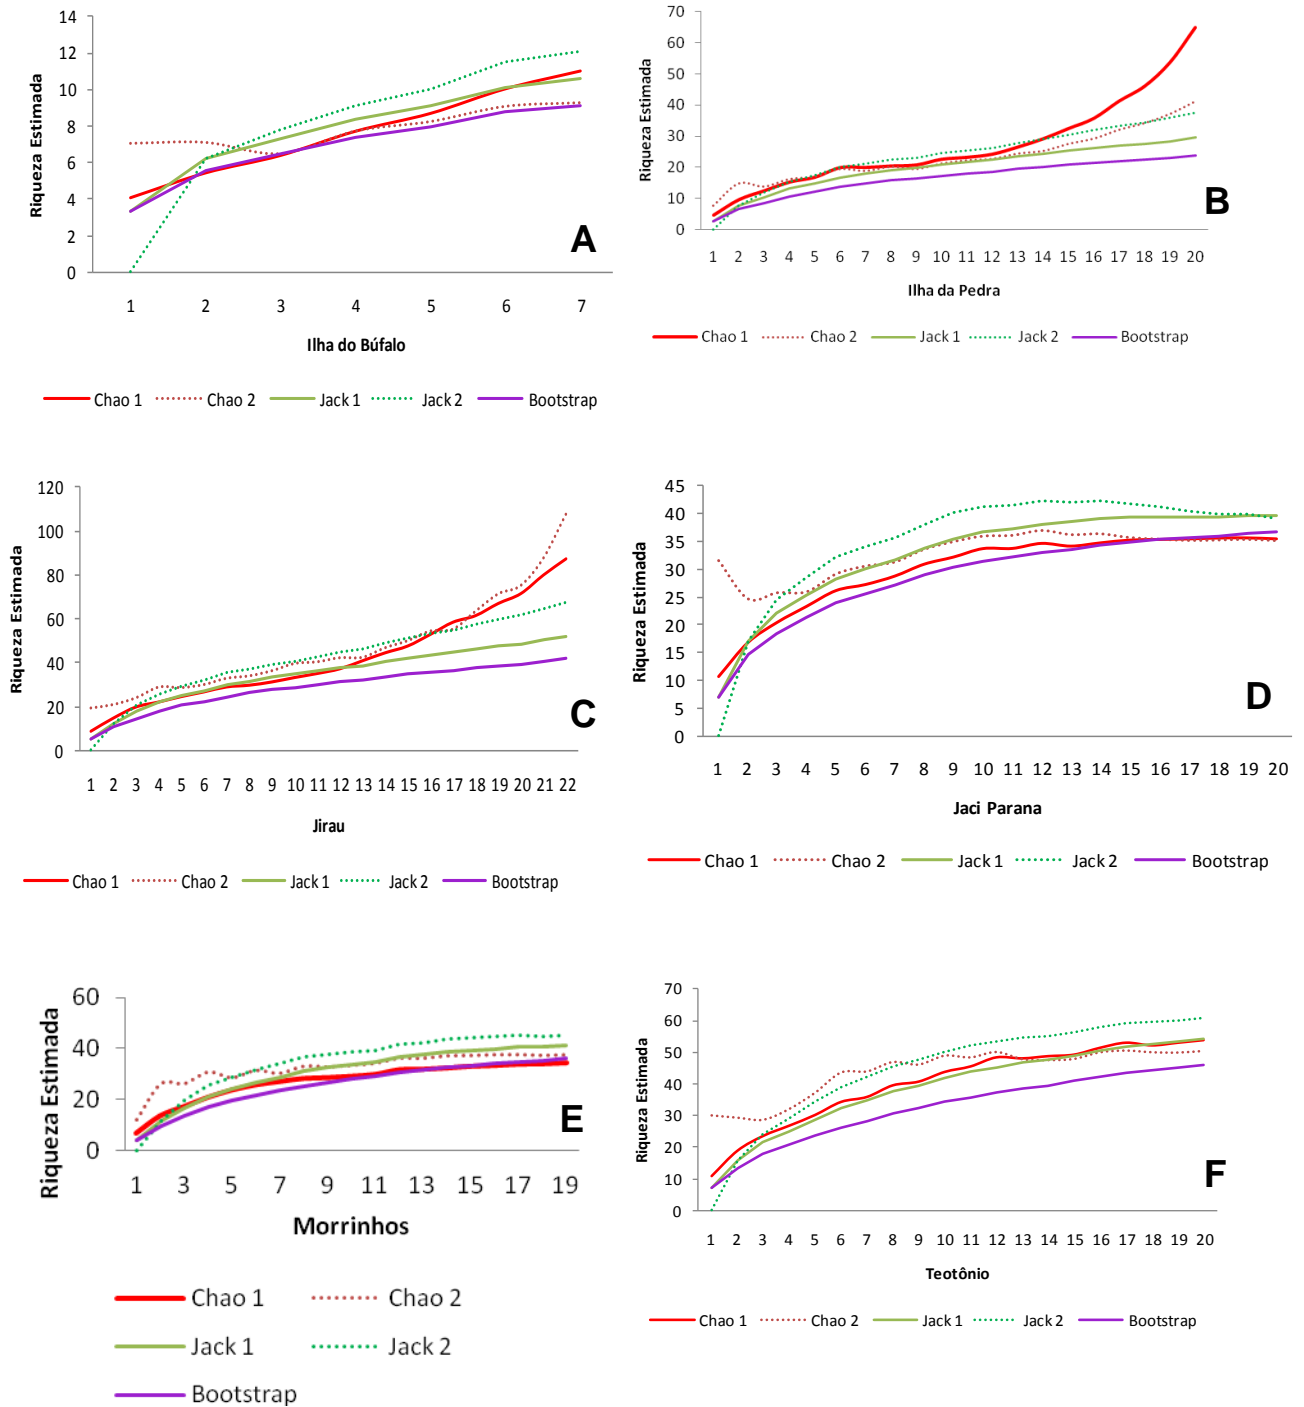 14
12
10
8
6
4
2
0
Riqueza Estimada
1 2 3 4 5 6 7
Ilha do Búfalo
A
Chao 1 Chao 2 Jack 1 Jack 2 Bootstrap
70
60
50
40
30
20
10
0
Riqueza Estimada
1 2 3 4 5 6 7 8 9 10 11 12 13 14 15 16 17 18 19 20
Ilha da Pedra
B
Chao 1 Chao 2 Jack 1 Jack 2 Bootstrap
120
100
80
60
40
20
0
Riqueza Estimada
1 2 3 4 5 6 7 8 9 10 11 12 13 14 15 16 17 18 19 20 21 22
Jirau
C
Chao 1 Chao 2 Jack 1 Jack 2 Bootstrap
45
40
35
30
25
20
15
10
5
0
Riqueza Estimada
1 2 3 4 5 6 7 8 9 10 11 12 13 14 15 16 17 18 19 20
Jaci Parana
D
Chao 1 Chao 2 Jack 1 Jack 2 Bootstrap
60
40
20
0
Riqueza Estimada
1 3 5 7 9 11 13 15 17 19
Morrinhos
E
Chao 1 Chao 2
Jack 1 Jack 2
Bootstrap
70
60
50
40
30
20
10
0
Riqueza Estimada
1 2 3 4 5 6 7 8 9 10 11 12 13 14 15 16 17 18 19 20
Teotônio
F
Chao 1 Chao 2 Jack 1 Jack 2 Bootstrap